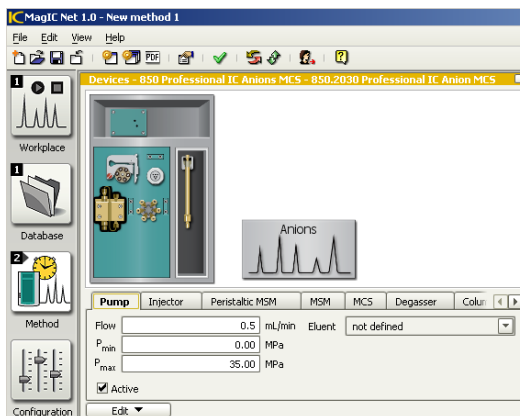 MagIC Net 1.0 - New method 1
File Edit View Help
PDF
Devices - 850 Professional IC Anions MCS - 850.2030 Professional IC Anion MCS
1
Workplace
1
Database
2
Method
Configuration
Anions
Pump Injector Peristaltic MSM MSM MCS Degasser Colur
Flow 0.5 mL/min Eluent not defined
Pmin 0.00 MPa
Pmax 35.00 MPa
Active
Edit